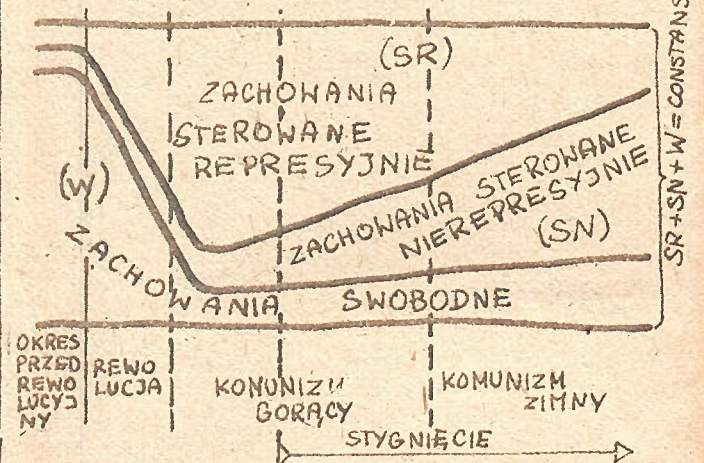 (SR)
ZACHOWANIA
STEROWANE
REPRESYJNIE
ZACHOWANIA STEROWANE
NIEREPRESYJNIE
(SN)
(W)
ZACHOWANIA SWOBODNE
SR+SN+W=CONSTANS
OKRES
PRZED
REWO
LUCYJ
NY
REWO
LUCJA
KOMUNIZM
GORĄCY
KOMUNIZM
ZIMNY
STYGNIĘCIE